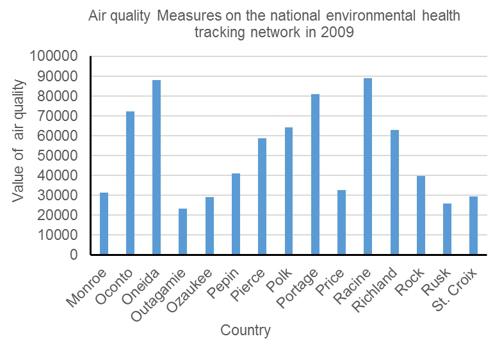 Air quality Measures on the national environmental health
tracking network in 2009
Value of air quality
100000
90000
80000
70000
60000
50000
40000
30000
20000
10000
0
Monroe
Oconto
Oneida
Outagamie
Ozaukee
Pepin
Pierce
Polk
Portage
Price
Racine
Richland
Rock
Rusk
St. Croix
Country